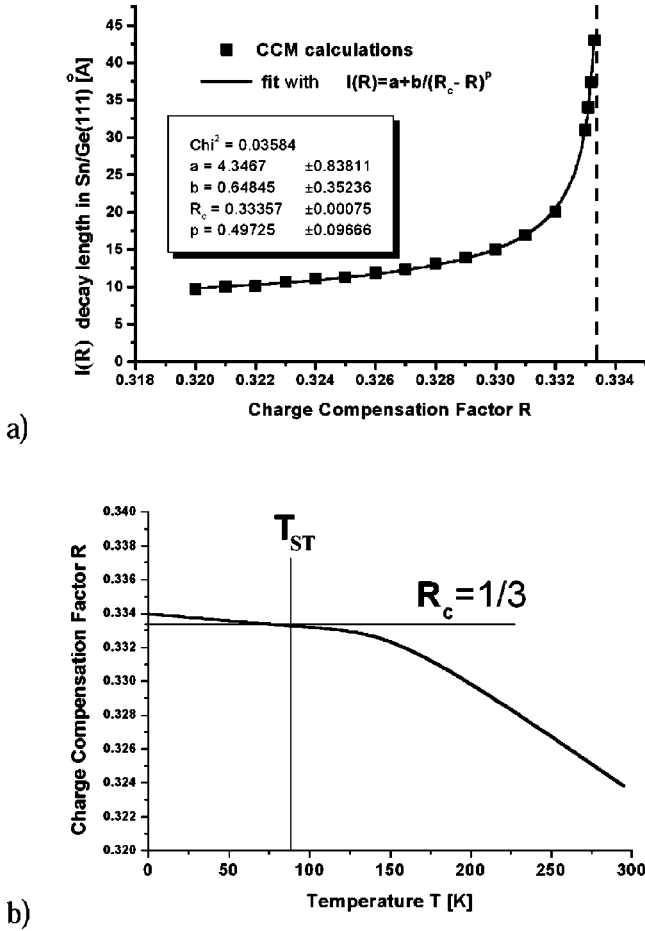 CCM calculations
fit with l(R)=a+b/(R_c- R)^p
Chi^2 = 0.03584
a = 4.3467 ±0.83811
b = 0.64845 ±0.35236
R_c = 0.33357 ±0.00075
p = 0.49725 ±0.09666
l(R) decay length in Sn/Ge(111) [Å]
45
40
35
30
25
20
15
10
5
0
0.318 0.320 0.322 0.324 0.326 0.328 0.330 0.332 0.334
Charge Compensation Factor R
a)
T_ST
R_c=1/3
Charge Compensation Factor R
0.340
0.338
0.336
0.334
0.332
0.330
0.328
0.326
0.324
0.322
0.320
0 50 100 150 200 250 300
Temperature T [K]
b)